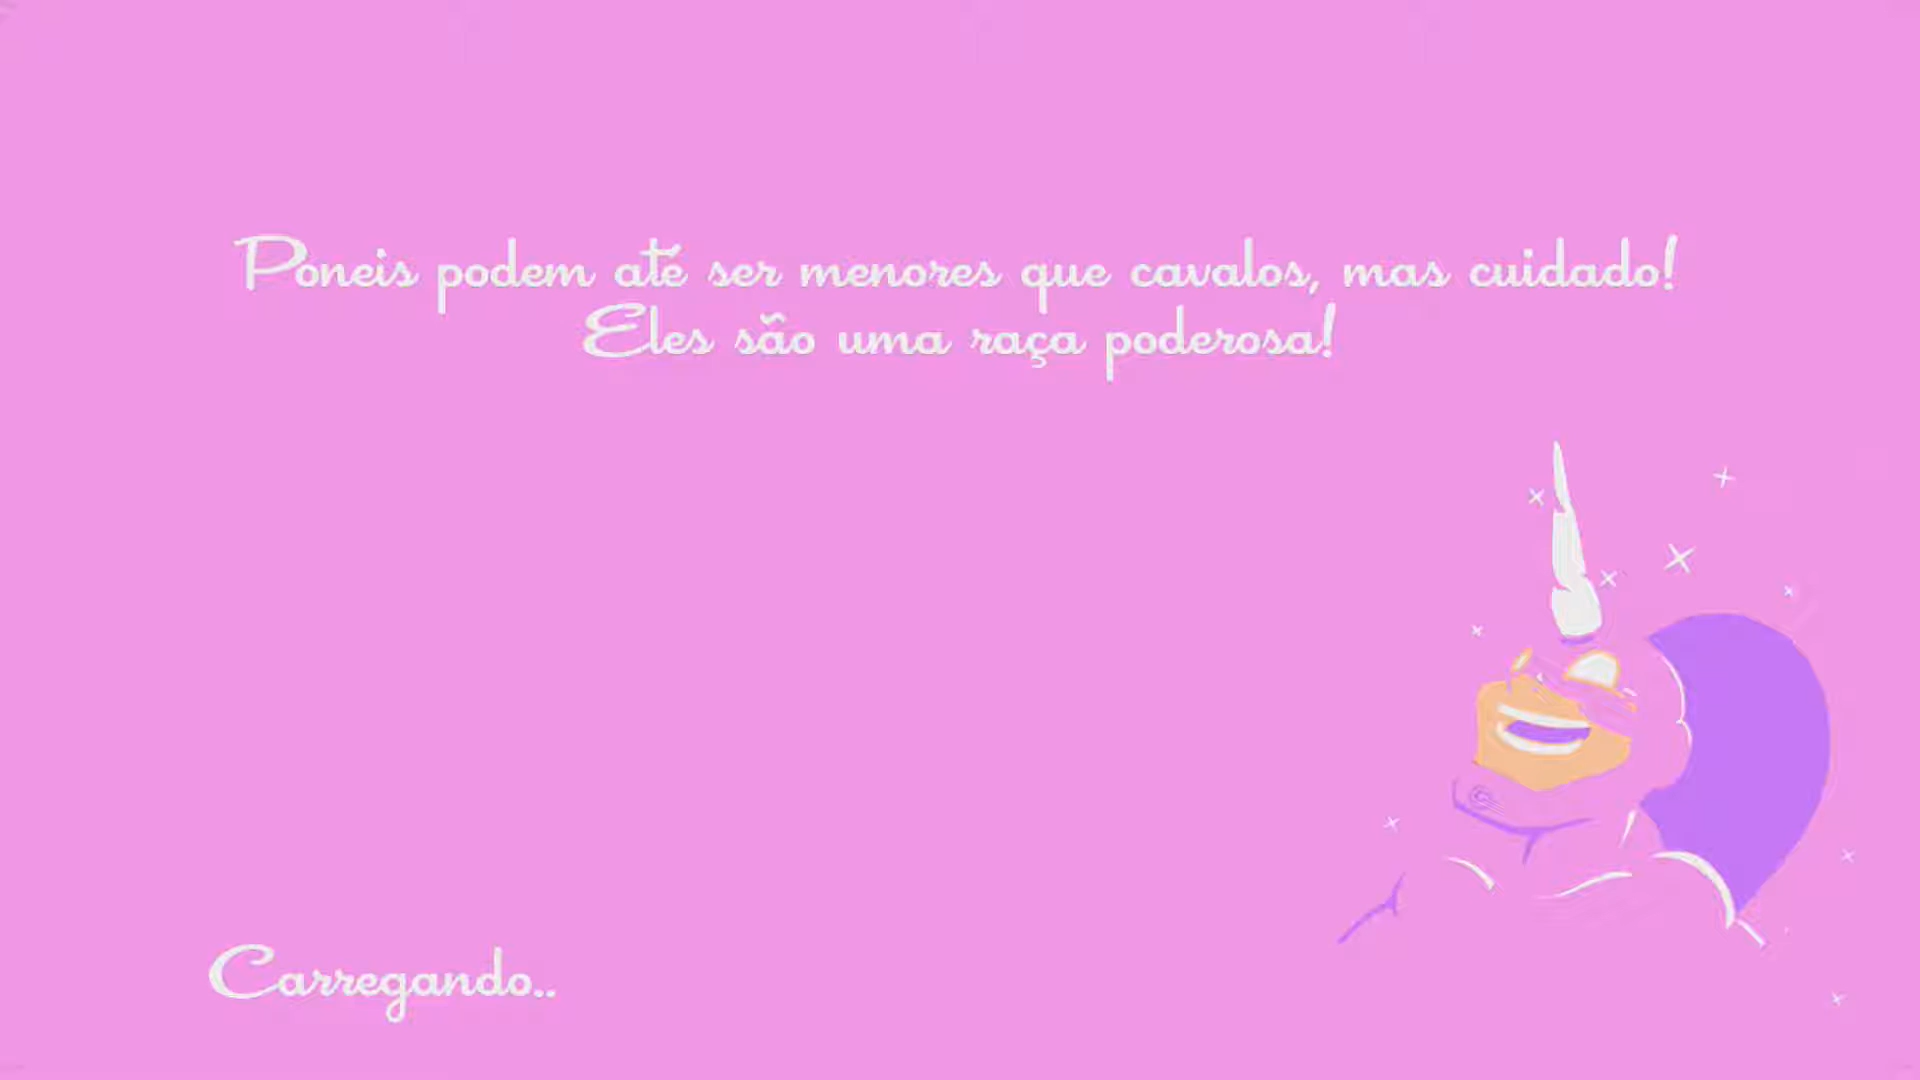 Poneis podem até ser menores que cavalos, mas cuidado!
Eles são uma raça poderosa!
Carregando..